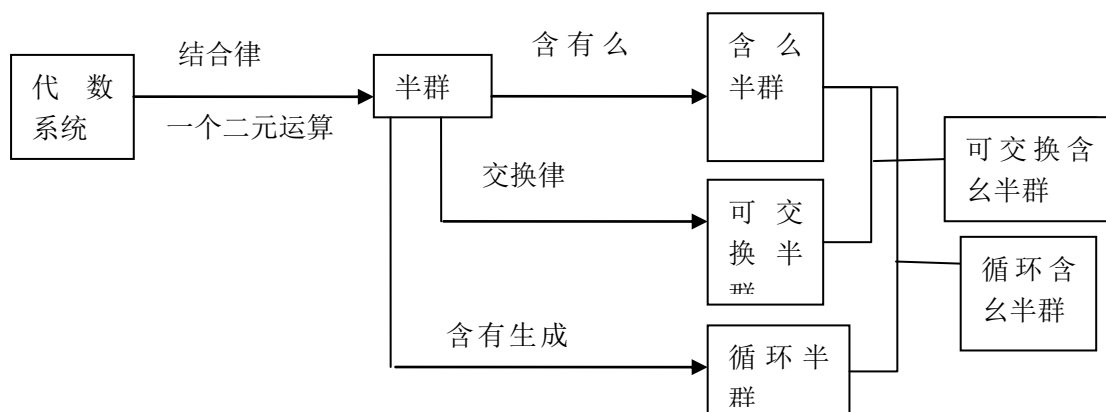 代数
系统
结合律
一个二元运算
半群
含有么
含么
半群
交换律
可交
换半
群
含有生成
循环半
群
可交换含
幺半群
循环含
幺半群